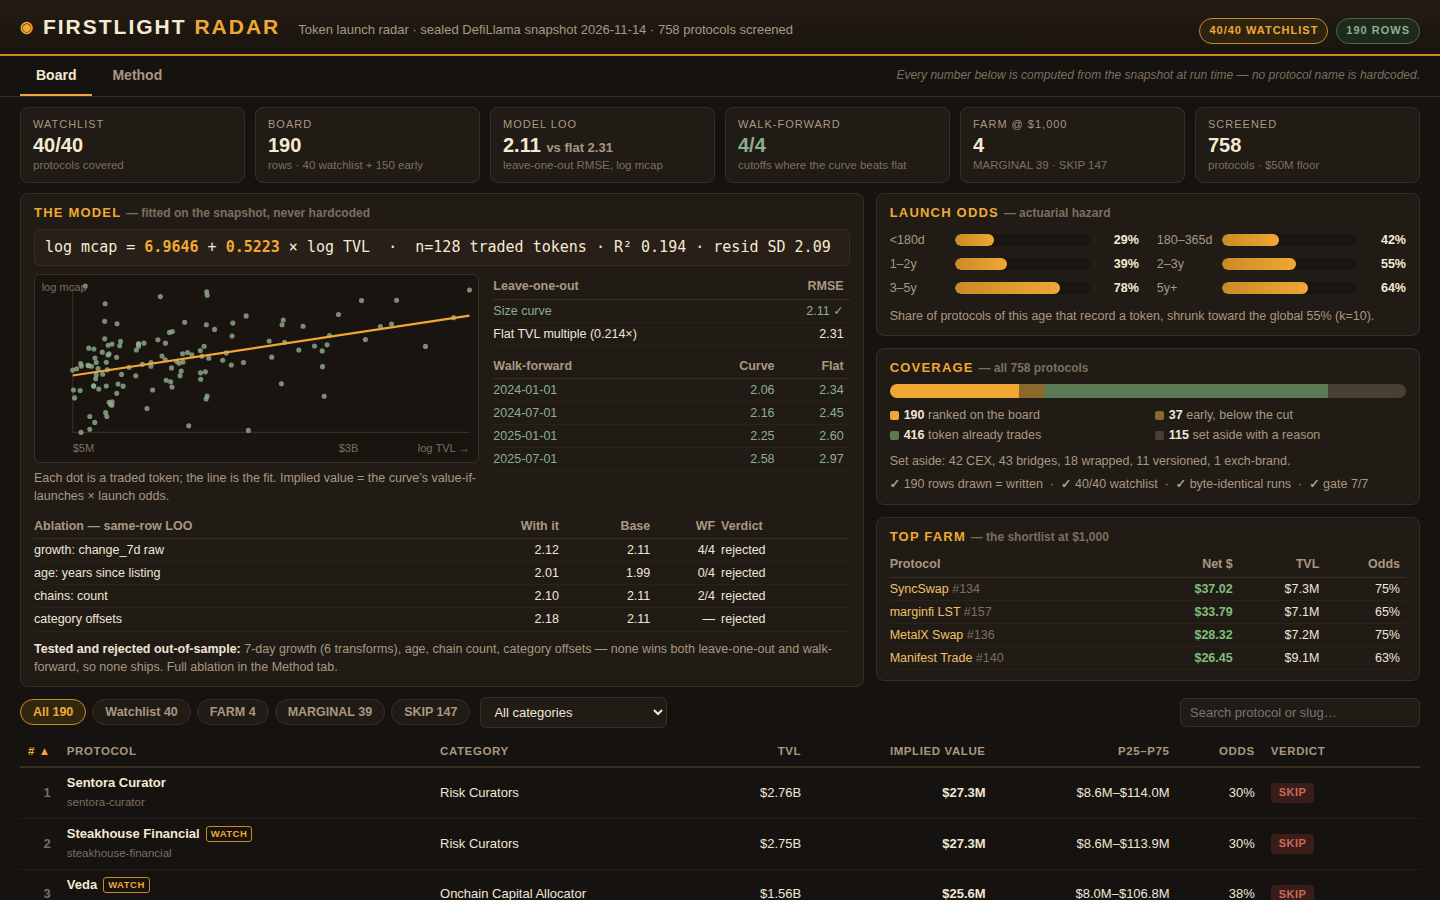 ◉ FIRSTLIGHT RADAR Token launch radar · sealed DefiLlama snapshot 2026-11-14 · 758 protocols screened 40/40 WATCHLIST 190 ROWS
Board Method Every number below is computed from the snapshot at run time — no protocol name is hardcoded.
WATCHLIST
40/40
protocols covered
BOARD
190
rows · 40 watchlist + 150 early
MODEL LOO
2.11 vs flat 2.31
leave-one-out RMSE, log mcap
WALK-FORWARD
4/4
cutoffs where the curve beats flat
FARM @ $1,000
4
MARGINAL 39 · SKIP 147
SCREENED
758
protocols · $50M floor
THE MODEL — fitted on the snapshot, never hardcoded
log mcap = 6.9646 + 0.5223 × log TVL · n=128 traded tokens · R² 0.194 · resid SD 2.09
log mcap
$5M $3B log TVL →
Each dot is a traded token; the line is the fit. Implied value = the curve's value-if-
launches × launch odds.
Leave-one-out RMSE
Size curve 2.11 ✓
Flat TVL multiple (0.214×) 2.31
Walk-forward Curve Flat
2024-01-01 2.06 2.34
2024-07-01 2.16 2.45
2025-01-01 2.25 2.60
2025-07-01 2.58 2.97
Ablation — same-row LOO With it Base WF Verdict
growth: change_7d raw 2.12 2.11 4/4 rejected
age: years since listing 2.01 1.99 0/4 rejected
chains: count 2.10 2.11 2/4 rejected
category offsets 2.18 2.11 — rejected
Tested and rejected out-of-sample: 7-day growth (6 transforms), age, chain count, category offsets — none wins both leave-one-out and walk-
forward, so none ships. Full ablation in the Method tab.
LAUNCH ODDS — actuarial hazard
<180d 29% 180–365d 42%
1–2y 39% 2–3y 55%
3–5y 78% 5y+ 64%
Share of protocols of this age that record a token, shrunk toward the global 55% (k=10).
COVERAGE — all 758 protocols
190 ranked on the board 37 early, below the cut
416 token already trades 115 set aside with a reason
Set aside: 42 CEX, 43 bridges, 18 wrapped, 11 versioned, 1 exch-brand.
✓ 190 rows drawn = written · ✓ 40/40 watchlist · ✓ byte-identical runs · ✓ gate 7/7
TOP FARM — the shortlist at $1,000
Protocol Net $ TVL Odds
SyncSwap #134 $37.02 $7.3M 75%
marginfi LST #157 $33.79 $7.1M 65%
MetalX Swap #136 $28.32 $7.2M 75%
Manifest Trade #140 $26.45 $9.1M 63%
All 190 Watchlist 40 FARM 4 MARGINAL 39 SKIP 147 All categories Search protocol or slug…
# ▲ PROTOCOL CATEGORY TVL IMPLIED VALUE P25–P75 ODDS VERDICT
1 Sentora Curator Risk Curators $2.76B $27.3M $8.6M–$114.0M 30% SKIP
sentora-curator
2 Steakhouse Financial WATCH Risk Curators $2.75B $27.3M $8.6M–$113.9M 30% SKIP
steakhouse-financial
3 Veda WATCH Onchain Capital Allocator $1.56B $25.6M $8.0M–$106.8M 38% SKIP